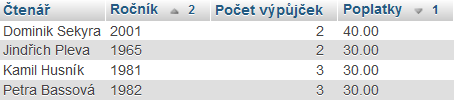 Čtenář Ročník 2 Počet výpůjček Poplatky 1
Dominik Sekyra 2001 2 40.00
Jindřich Pleva 1965 2 30.00
Kamil Husník 1981 3 30.00
Petra Bassová 1982 3 30.00